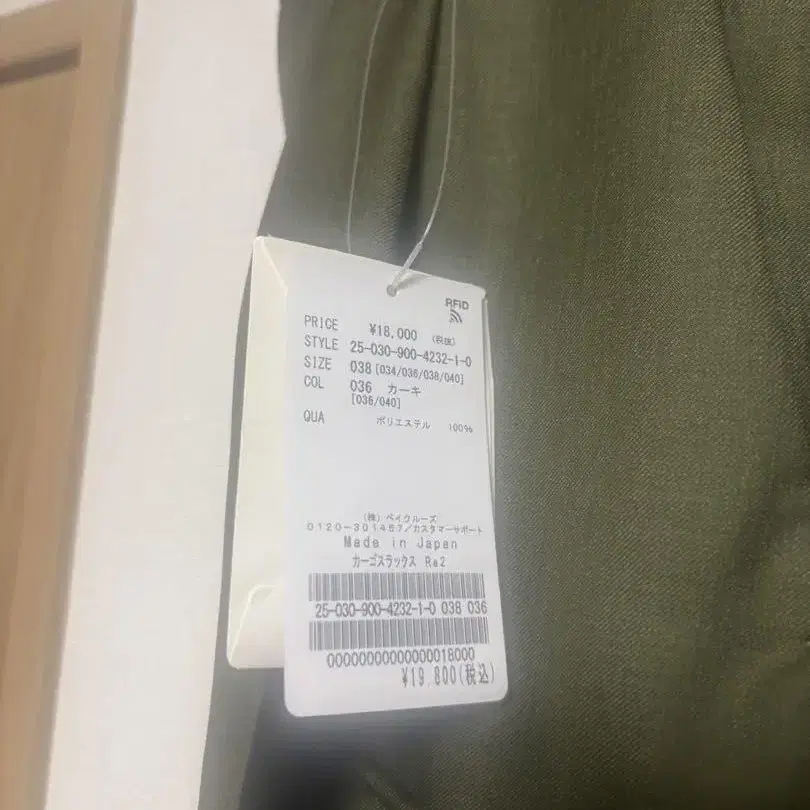 RFID
PRICE ¥18,000 (税抜)
STYLE 25-030-900-4232-1-0
SIZE 038 [034/036/038/040]
COL 036 カーキ
[036/040]
QUA ポリエステル 100%
(株) ベイクルーズ
0120-301457/カスタマーサポート
Made in Japan
カーゴスラックス Re2
25-030-900-4232-1-0 038 036
00000000000000018000
¥19,800(税込)